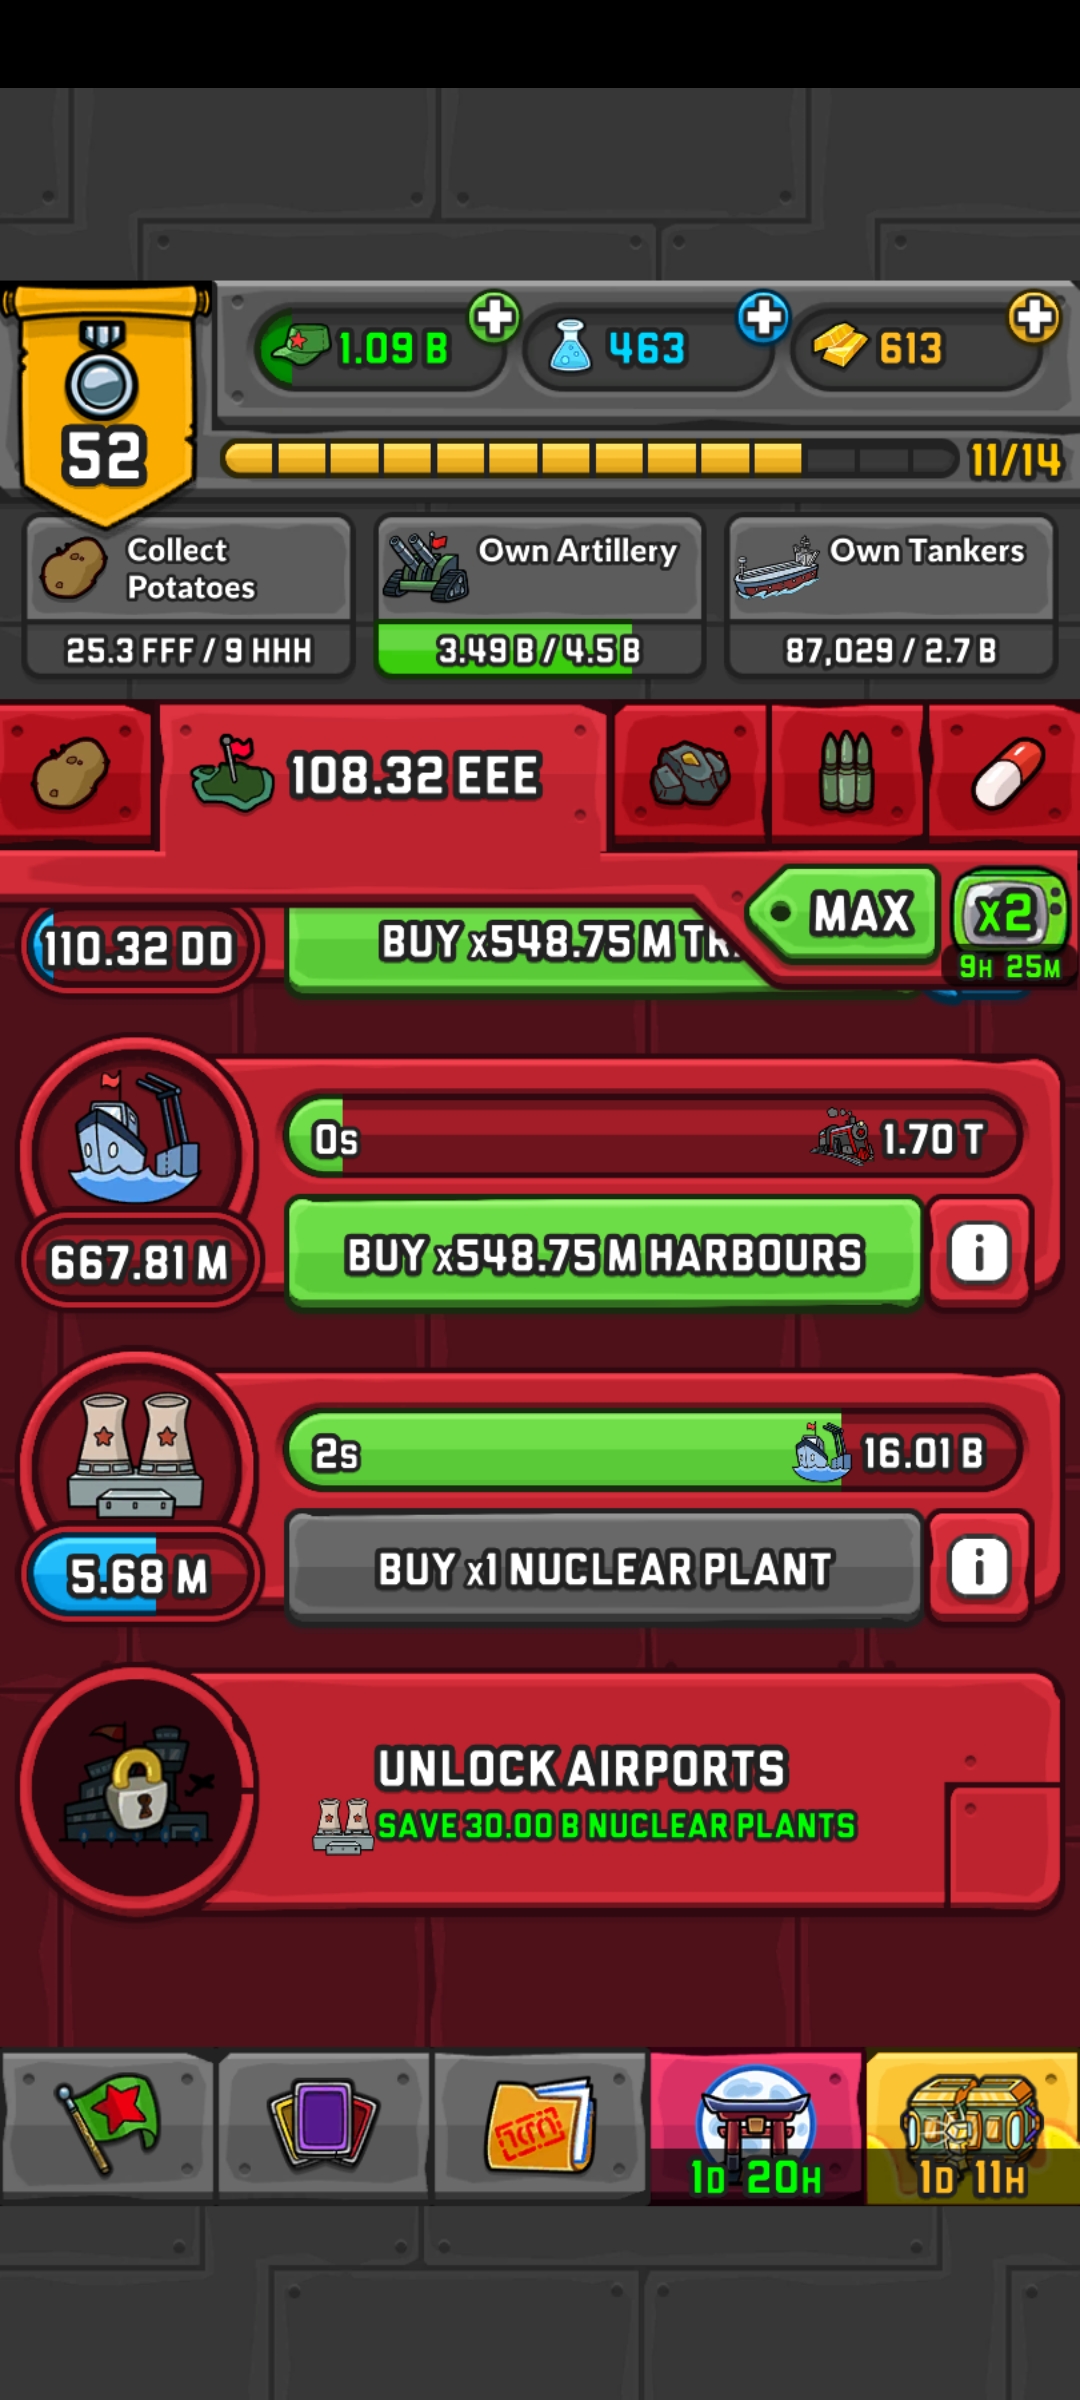 1.09 B
463
613
52
11/14
Collect
Potatoes
25.3 FFF / 9 HHH
Own Artillery
3.49 B / 4.5 B
Own Tankers
87,029 / 2.7 B
108.32 EEE
MAX
x2
9H 25M
110.32 DD
BUY x548.75 M
0s
1.70 T
667.81 M
BUY x548.75 M HARBOURS
i
2s
16.01 B
5.68 M
BUY x1 NUCLEAR PLANT
i
UNLOCK AIRPORTS
SAVE 30.00 B NUCLEAR PLANTS
1D 20H
1D 11H